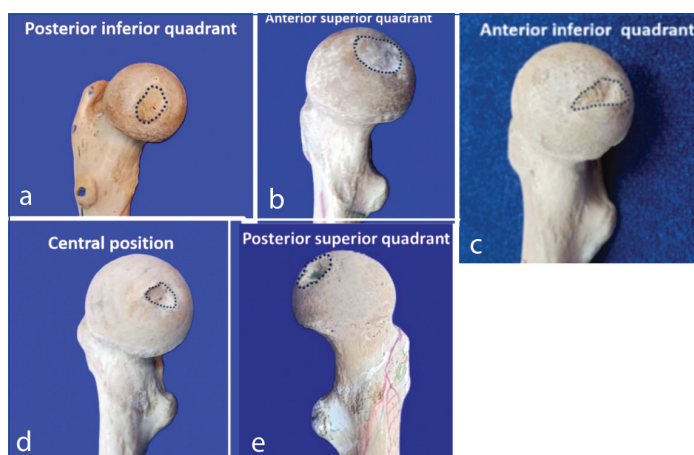 Posterior inferior quadrant
a
Anterior superior quadrant
b
Anterior inferior quadrant
c
Central position
d
Posterior superior quadrant
e